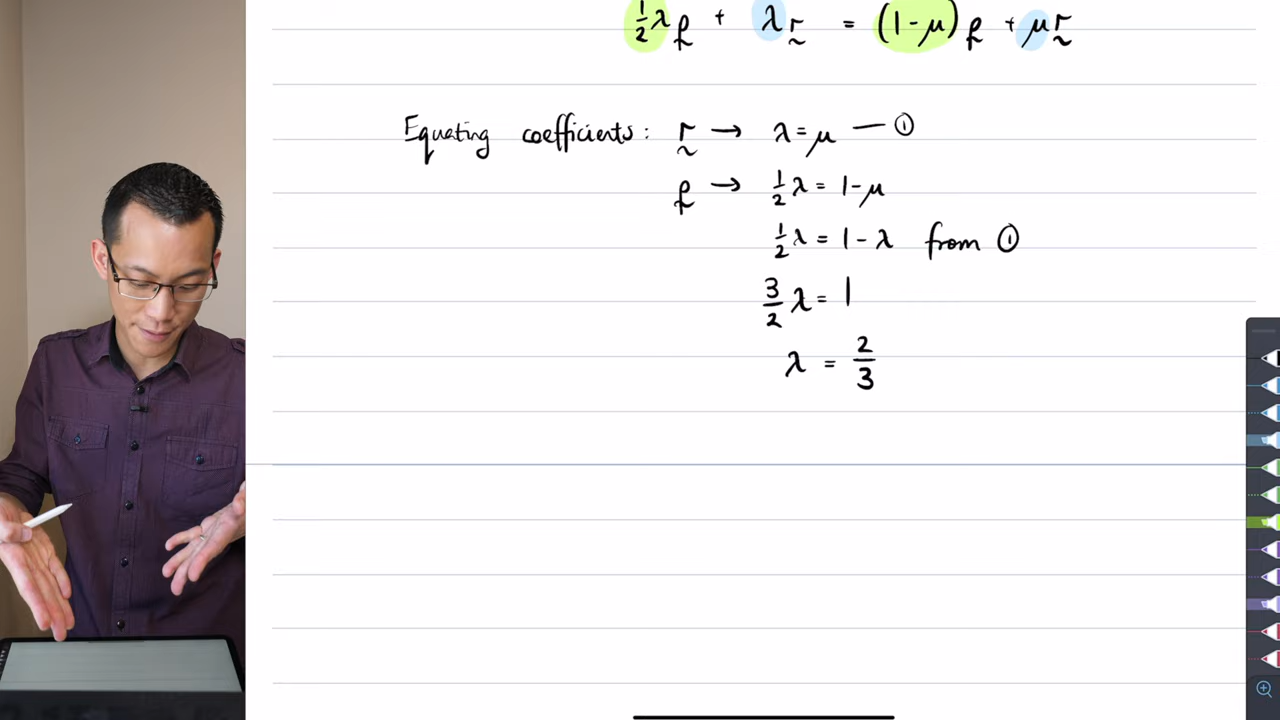 ½λp + λr = (1-μ)p + μr
Equating coefficients: r → λ=μ — ①
p → ½λ = 1-μ
½λ = 1-λ from ①
3/2 λ = 1
λ = 2/3